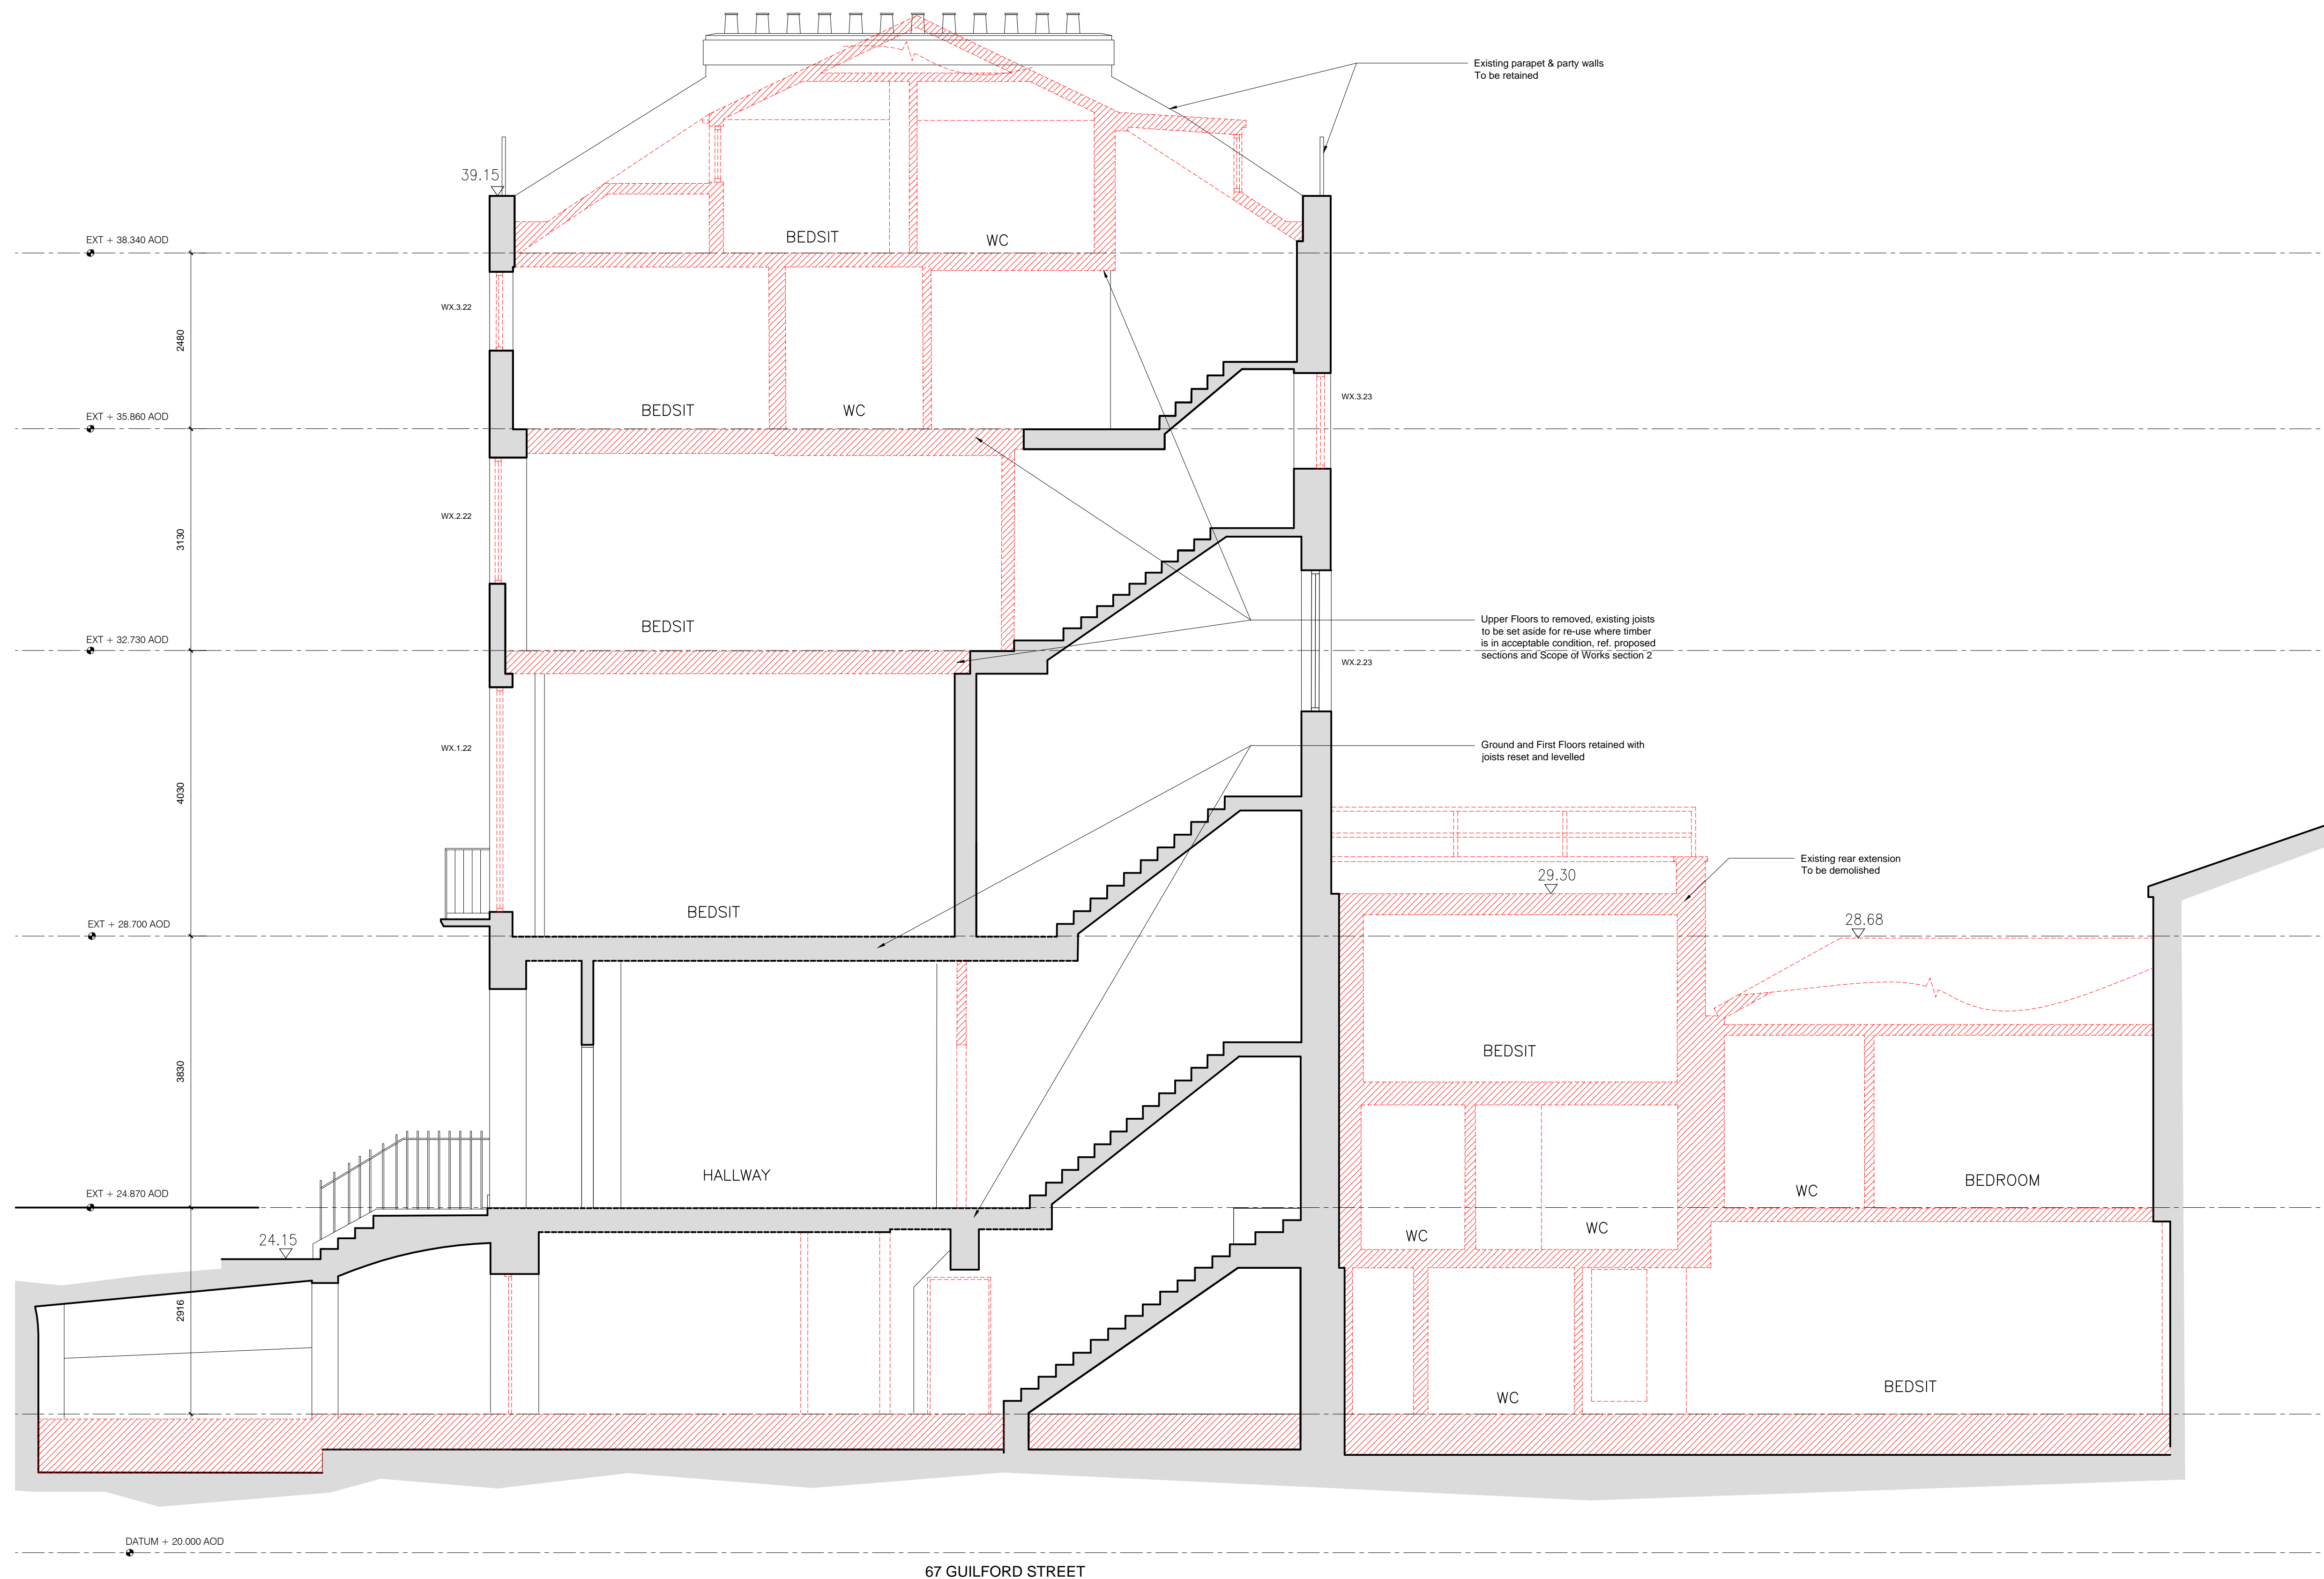 Existing parapet & party walls
To be retained
39.15
EXT + 38.340 AOD
BEDSIT
WC
WX.3.22
2480
WX.3.23
BEDSIT
WC
EXT + 35.860 AOD
WX.2.22
3130
BEDSIT
Upper Floors to removed, existing joists
to be set aside for re-use where timber
is in acceptable condition, ref. proposed
sections and Scope of Works section 2
EXT + 32.730 AOD
WX.2.23
WX.1.22
Ground and First Floors retained with
joists reset and levelled
4030
Existing rear extension
To be demolished
29.30
BEDSIT
28.68
EXT + 28.700 AOD
BEDSIT
3830
HALLWAY
WC
BEDROOM
EXT + 24.870 AOD
WC
WC
24.15
2916
BEDSIT
WC
DATUM + 20.000 AOD
67 GUILFORD STREET